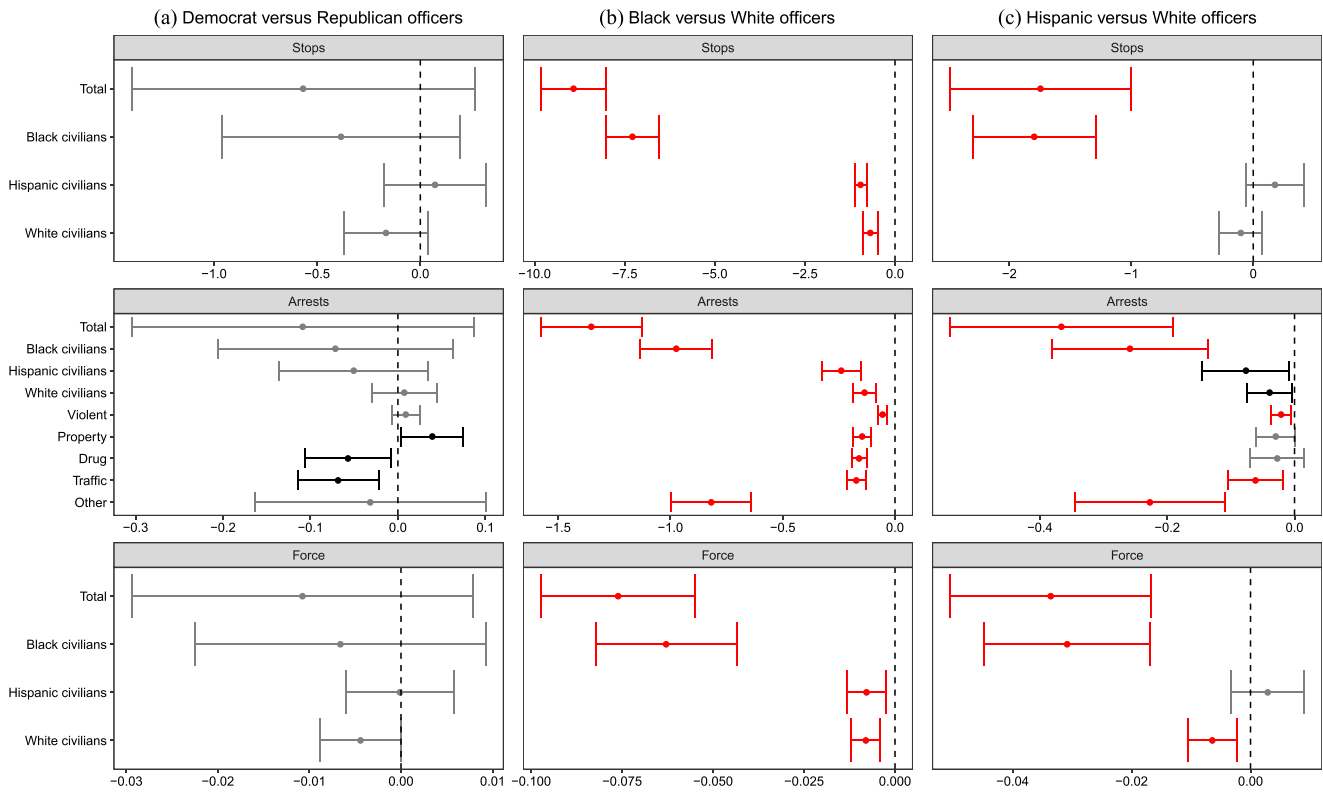 (a) Democrat versus Republican officers
(b) Black versus White officers
(c) Hispanic versus White officers
Stops
Stops
Stops
Total
Black civilians
Hispanic civilians
White civilians
−1.0 −0.5 0.0
−10.0 −7.5 −5.0 −2.5 0.0
−2 −1 0
Arrests
Arrests
Arrests
Total
Black civilians
Hispanic civilians
White civilians
Violent
Property
Drug
Traffic
Other
−0.3 −0.2 −0.1 0.0 0.1
−1.5 −1.0 −0.5 0.0
−0.4 −0.2 0.0
Force
Force
Force
Total
Black civilians
Hispanic civilians
White civilians
−0.03 −0.02 −0.01 0.00 0.01
−0.100 −0.075 −0.050 −0.025 0.000
−0.04 −0.02 0.00